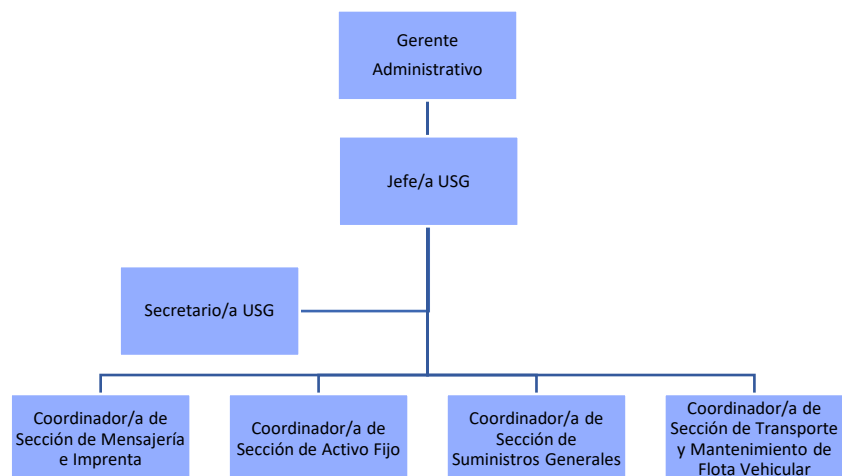 Gerente
Administrativo
Jefe/a USG
Secretario/a USG
Coordinador/a de
Sección de Mensajería
e Imprenta
Coordinador/a de
Sección de Activo Fijo
Coordinador/a de
Sección de
Suministros Generales
Coordinador/a de
Sección de Transporte
y Mantenimiento de
Flota Vehicular